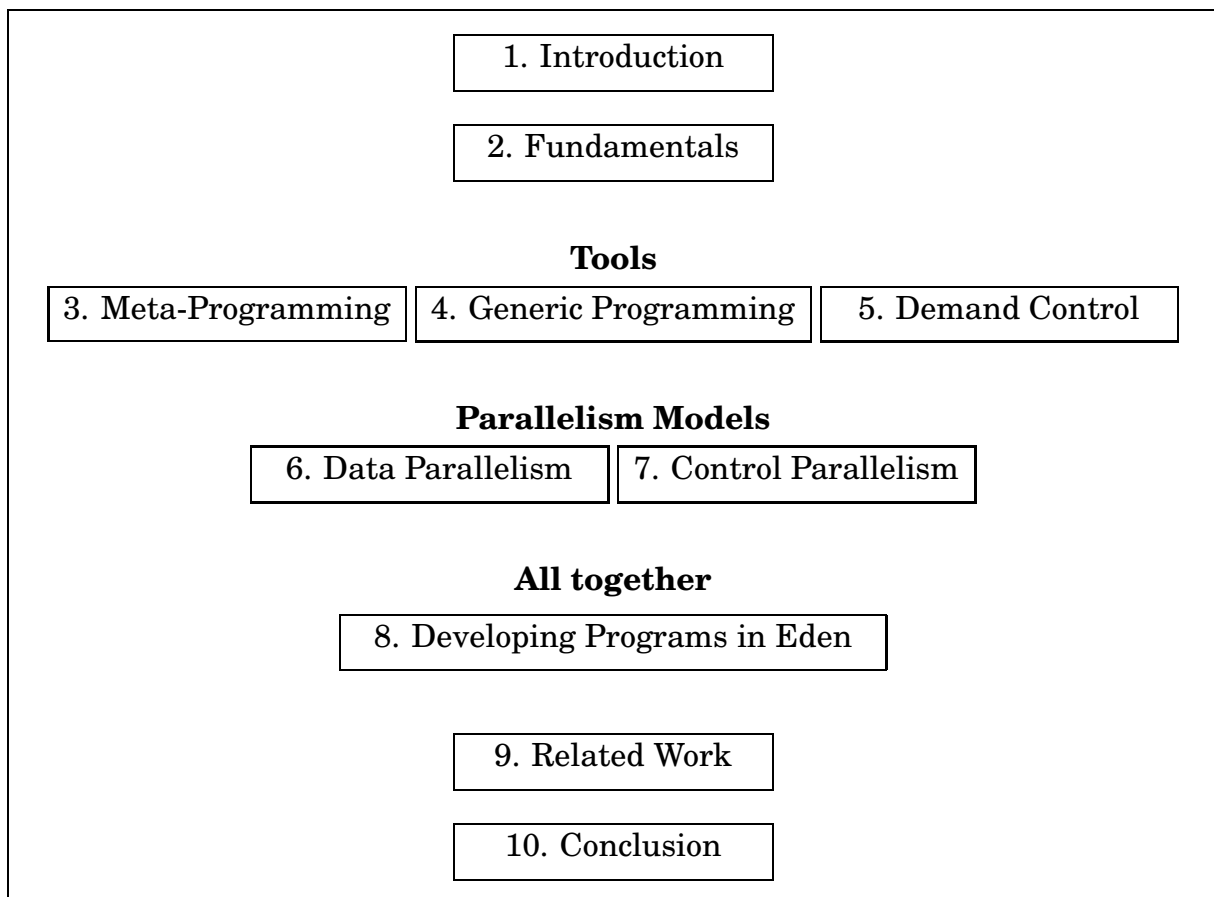 1. Introduction
2. Fundamentals
Tools
3. Meta-Programming 4. Generic Programming 5. Demand Control
Parallelism Models
6. Data Parallelism 7. Control Parallelism
All together
8. Developing Programs in Eden
9. Related Work
10. Conclusion